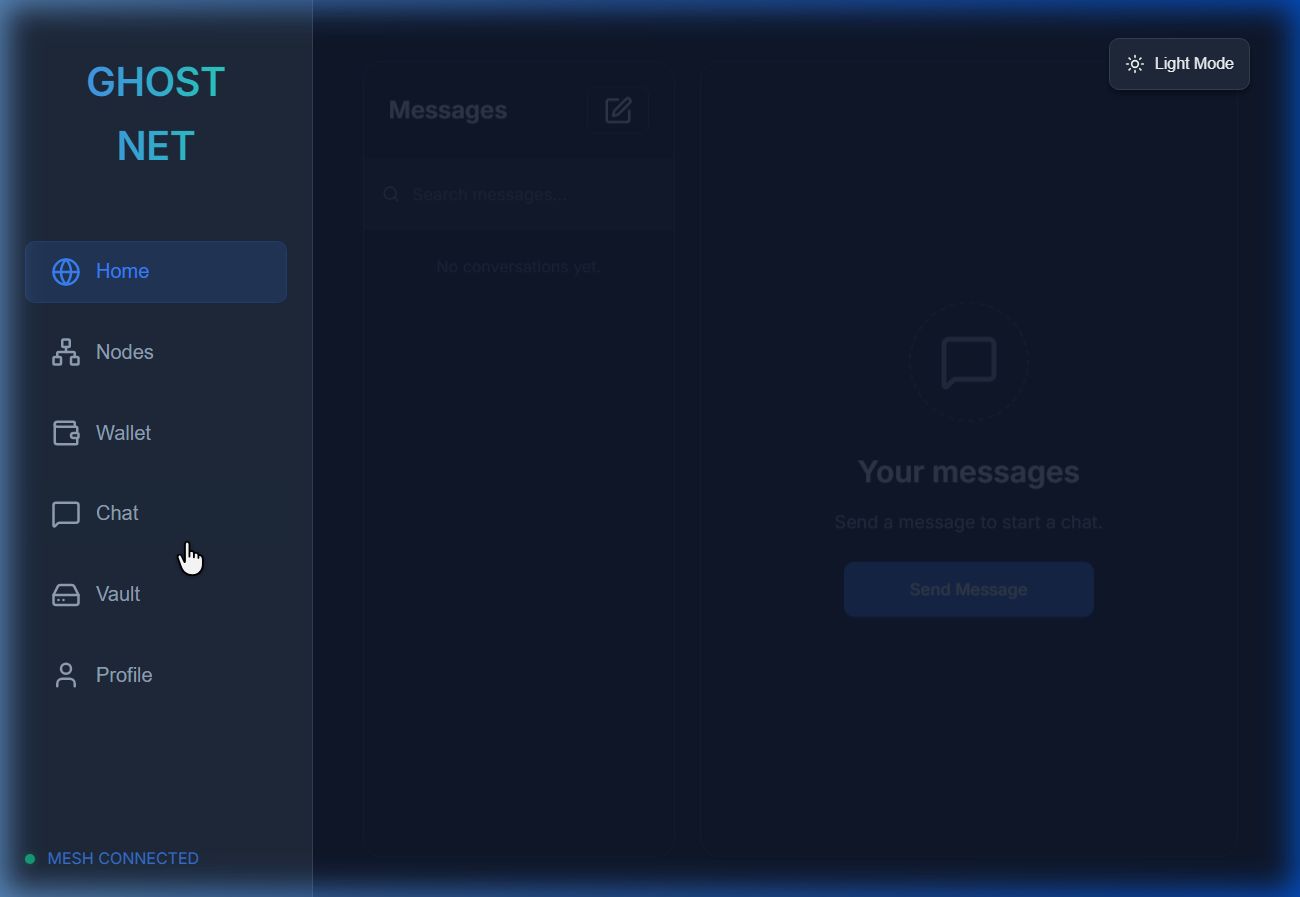 GHOST
NET
Home
Nodes
Wallet
Chat
Vault
Profile
MESH CONNECTED
Light Mode
Messages
Search messages...
No conversations yet.
Your messages
Send a message to start a chat.
Send Message